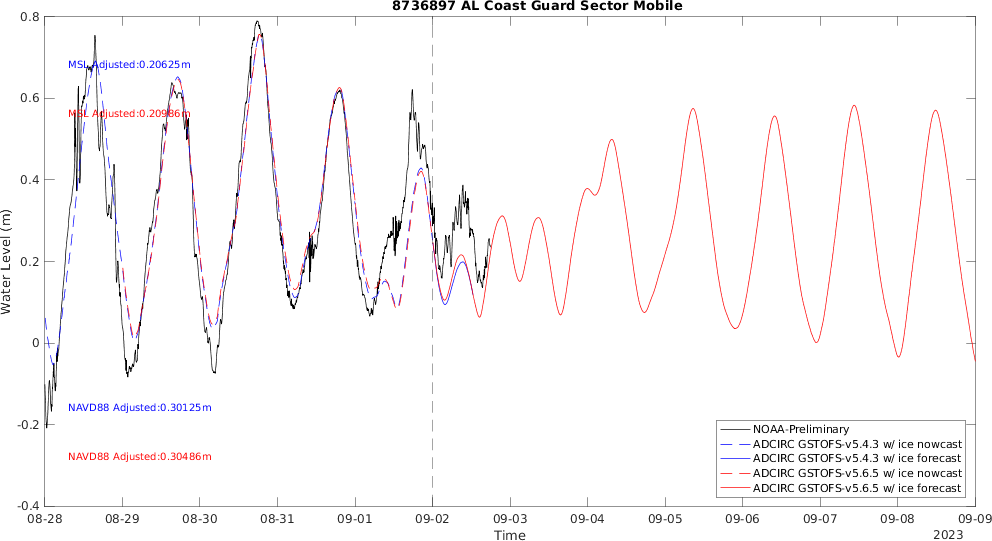 8736897 AL Coast Guard Sector Mobile
0.8
0.6
0.4
0.2
0
-0.2
-0.4
Water Level (m)
MSL Adjusted:0.20625m
MSL Adjusted:0.20986m
NAVD88 Adjusted:0.30125m
NAVD88 Adjusted:0.30486m
NOAA-Preliminary
ADCIRC GSTOFS-v5.4.3 w/ ice nowcast
ADCIRC GSTOFS-v5.4.3 w/ ice forecast
ADCIRC GSTOFS-v5.6.5 w/ ice nowcast
ADCIRC GSTOFS-v5.6.5 w/ ice forecast
08-28 08-29 08-30 08-31 09-01 09-02 09-03 09-04 09-05 09-06 09-07 09-08 09-09
Time
2023